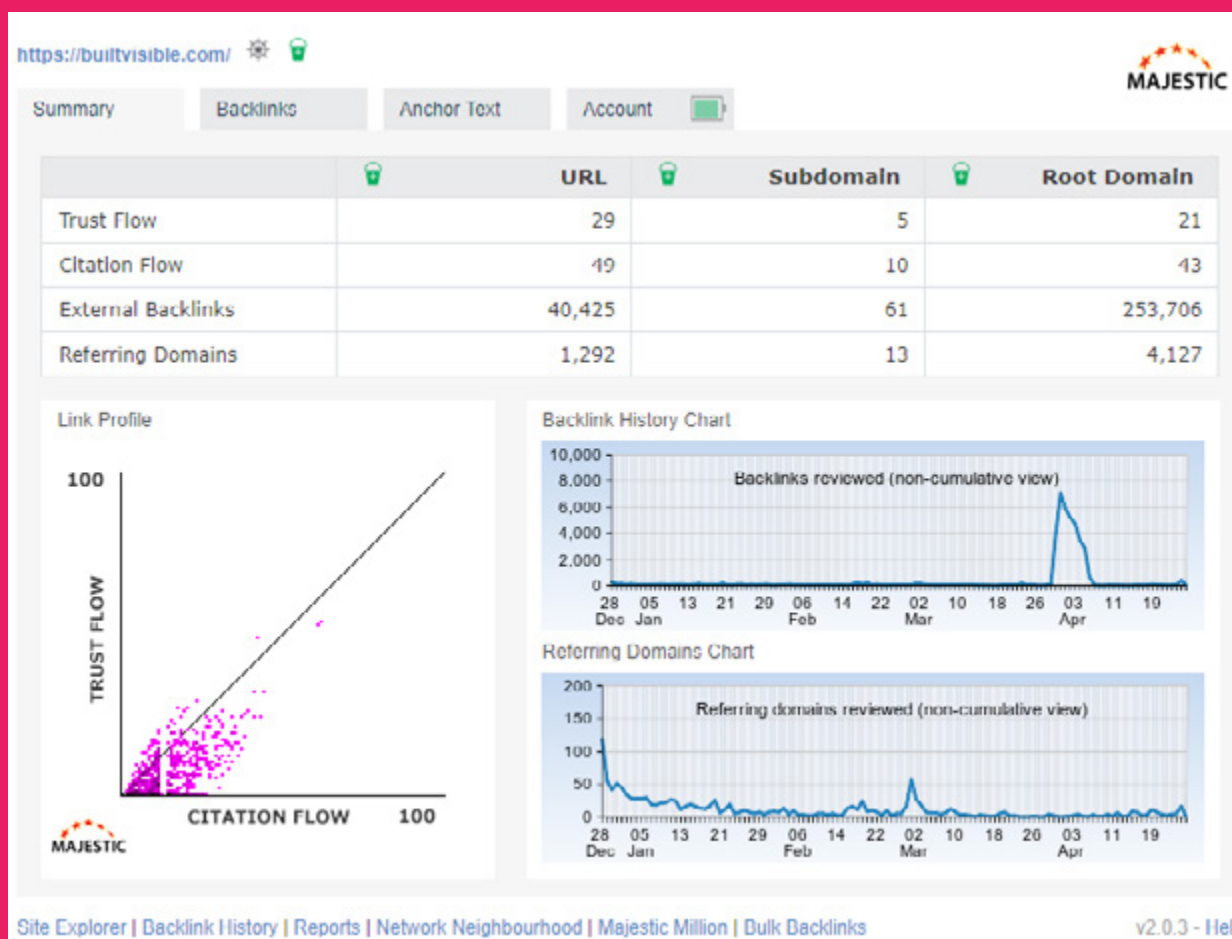 https://builtvisible.com/
MAJESTIC
Summary Backlinks Anchor Text Account
URL Subdomain Root Domain
Trust Flow 29 5 21
Citation Flow 49 10 43
External Backlinks 40,425 61 253,706
Referring Domains 1,292 13 4,127
Link Profile
100
TRUST FLOW
CITATION FLOW 100
MAJESTIC
Backlink History Chart
Backlinks reviewed (non-cumulative view)
10,000
8,000
6,000
4,000
2,000
0
28 05 13 21 29 06 14 22 02 10 18 26 03 11 19
Dec Jan Feb Mar Apr
Referring Domains Chart
Referring domains reviewed (non-cumulative view)
200
150
100
50
0
28 05 13 21 29 06 14 22 02 10 18 26 03 11 19
Dec Jan Feb Mar Apr
Site Explorer | Backlink History | Reports | Network Neighbourhood | Majestic Million | Bulk Backlinks
v2.0.3 -